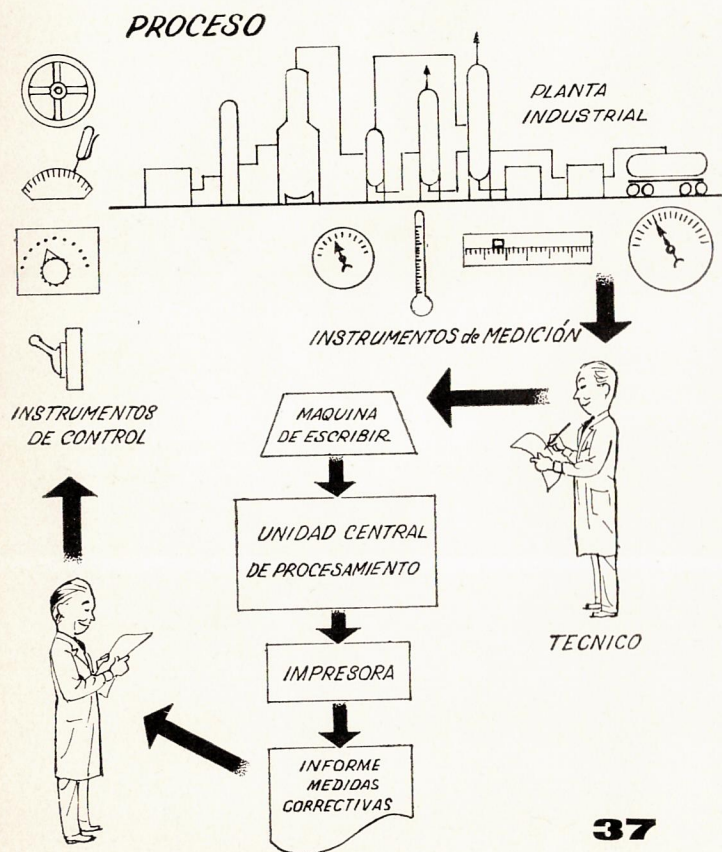 PROCESO
PLANTA
INDUSTRIAL
INSTRUMENTOS de MEDICIÓN
INSTRUMENTOS
DE CONTROL
MAQUINA
DE ESCRIBIR
UNIDAD CENTRAL
DE PROCESAMIENTO
TECNICO
IMPRESORA
INFORME
MEDIDAS
CORRECTIVAS
37